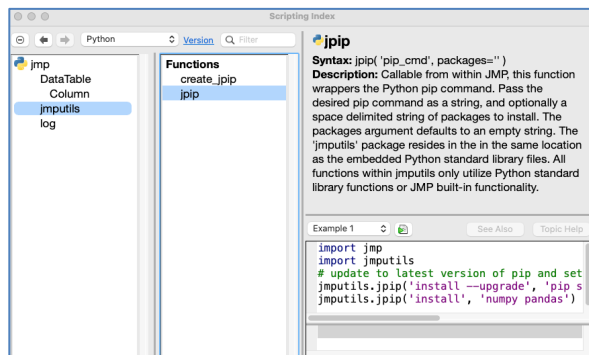 Scripting Index
Python
Version
Filter
jmp
DataTable
Column
jmputils
log
Functions
create_jpip
jpip
jpip
Syntax: jpip( 'pip_cmd', packages='' )
Description: Callable from within JMP, this function
wrappers the Python pip command. Pass the
desired pip command as a string, and optionally a
space delimited string of packages to install. The
packages argument defaults to an empty string. The
'jmputils' package resides in the in the same location
as the embedded Python standard library files. All
functions within jmputils only utilize Python standard
library functions or JMP built-in functionality.
Example 1
See Also
Topic Help
import jmp
import jmputils
# update to latest version of pip and set
jmputils.jpip('install --upgrade', 'pip s
jmputils.jpip('install', 'numpy pandas')